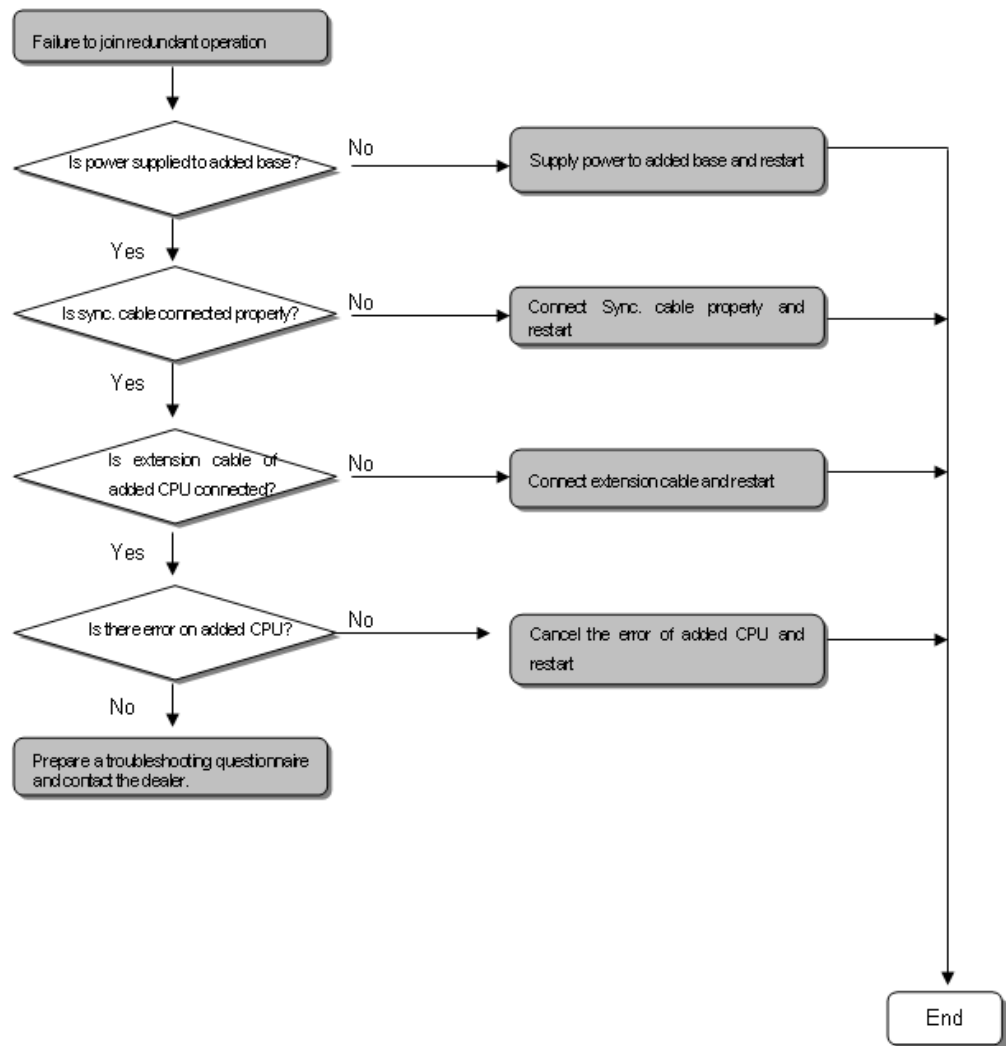 Failure to join redundant operation
Is power supplied to added base?
No
Supply power to added base and restart
Yes
Is sync. cable connected properly?
No
Connect Sync. cable properly and
restart
Yes
Is extension cable of
added CPU connected?
No
Connect extension cable and restart
Yes
Is there error on added CPU?
No
Cancel the error of added CPU and
restart
No
Prepare a troubleshooting questionnaire
and contact the dealer.
End